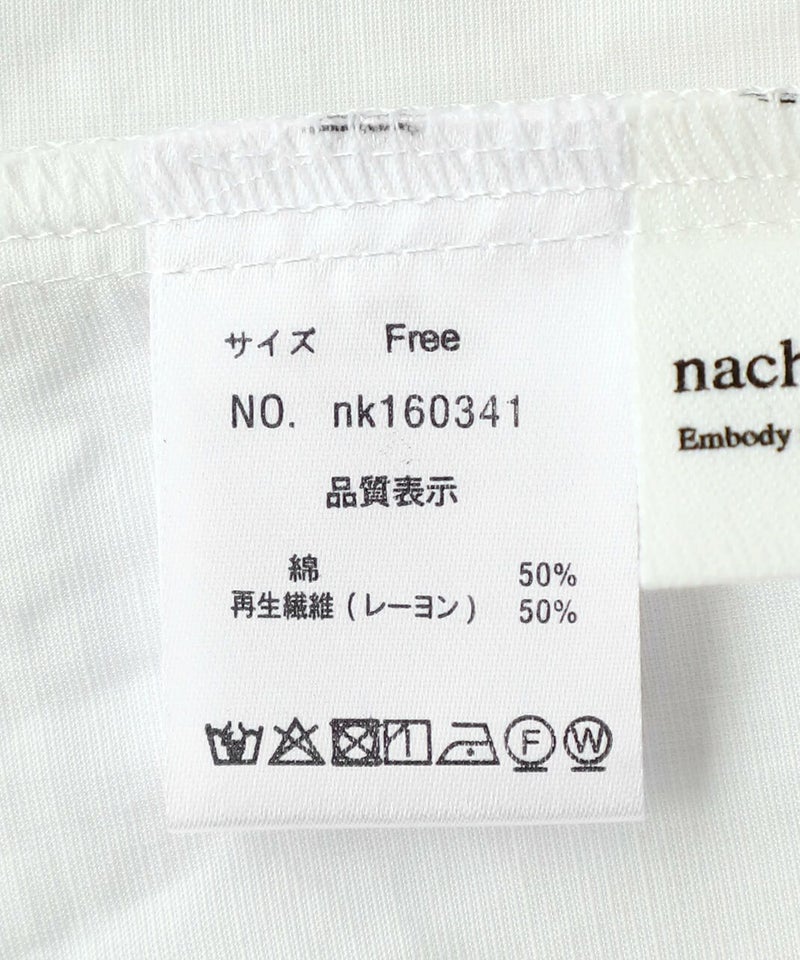 サイズ Free
NO. nk160341
品質表示
綿 50%
再生繊維 (レーヨン) 50%
F W
nach
Embody